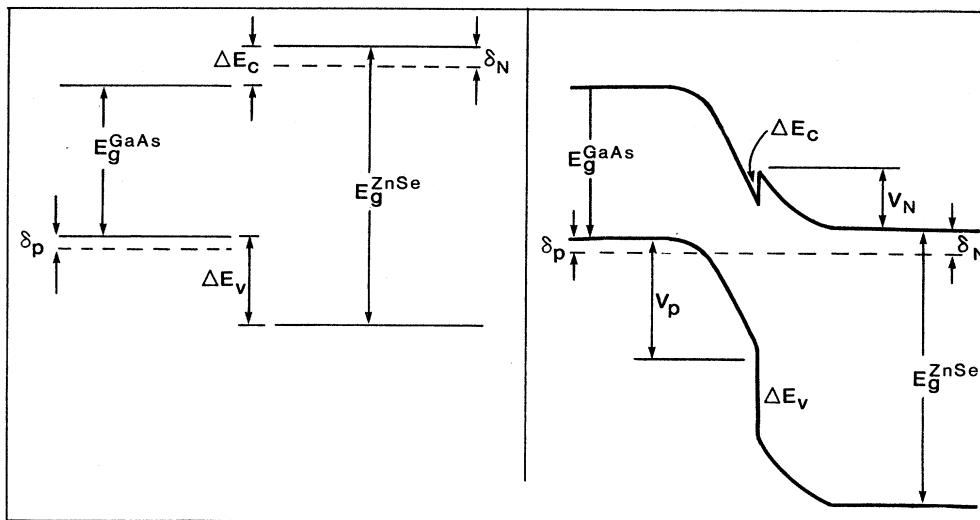 ΔE_C
δ_N
E_g^GaAs
E_g^ZnSe
δ_p
ΔE_v
ΔE_C
E_g^GaAs
V_N
δ_p
δ_N
V_p
E_g^ZnSe
ΔE_v